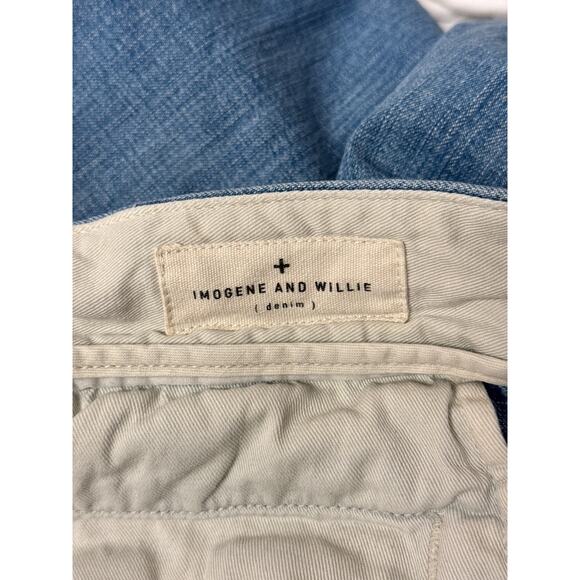 +
IMOGENE AND WILLIE
( denim )